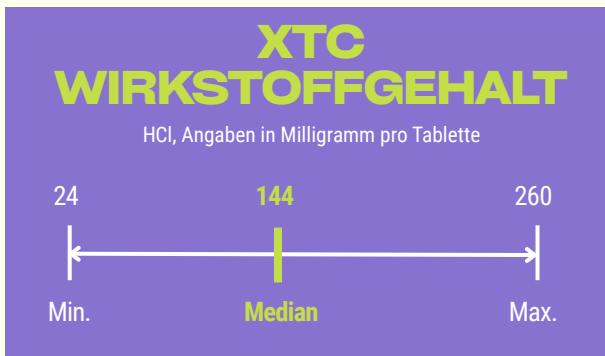 XTC
WIRKSTOFFGEHALT
HCl, Angaben in Milligramm pro Tablette
24 144 260
Min. Median Max.